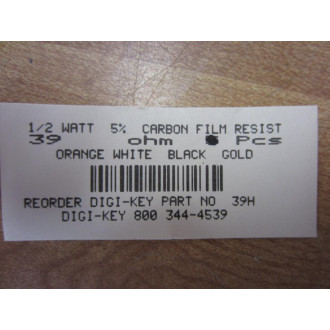 1/2 WATT 5% CARBON FILM RESIST
39 ohm Pcs
ORANGE WHITE BLACK GOLD
REORDER DIGI-KEY PART NO 39H
DIGI-KEY 800 344-4539